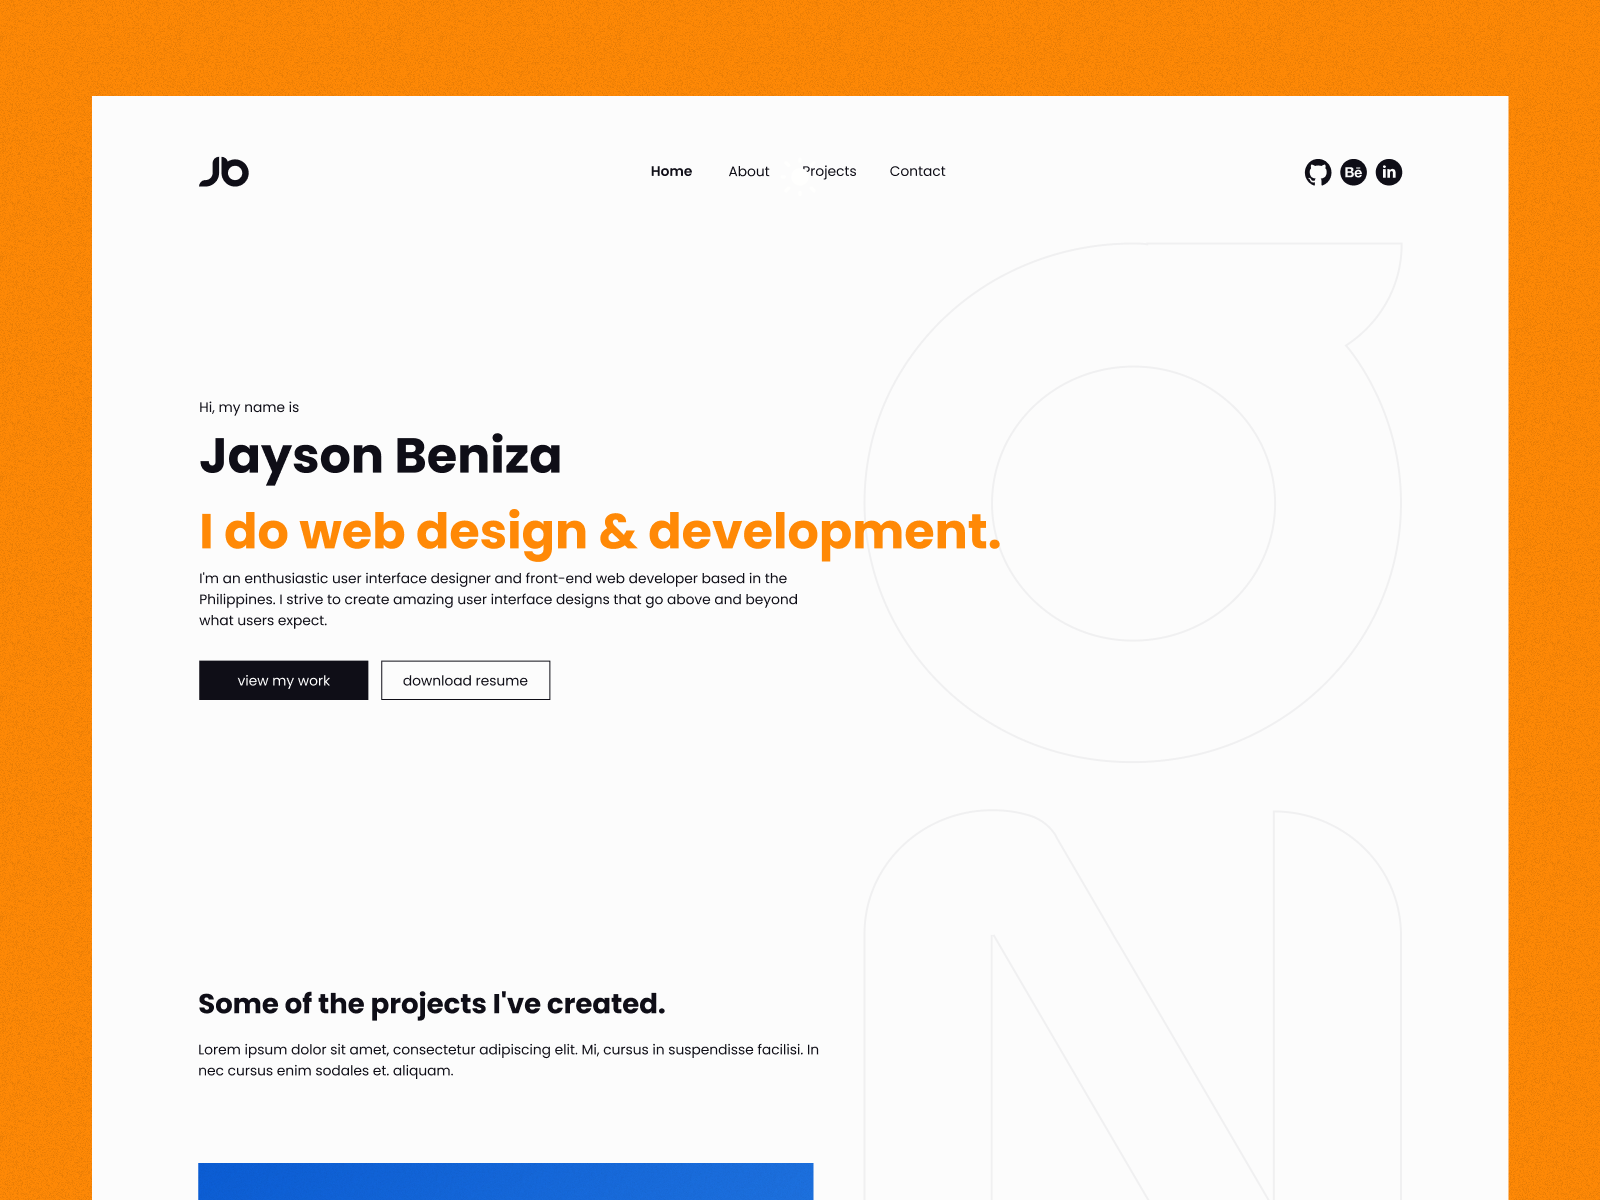 Jb
Home About Projects Contact
Bē in
Hi, my name is
Jayson Beniza
I do web design & development.
I'm an enthusiastic user interface designer and front-end web developer based in the
Philippines. I strive to create amazing user interface designs that go above and beyond
what users expect.
view my work download resume
Some of the projects I've created.
Lorem ipsum dolor sit amet, consectetur adipiscing elit. Mi, cursus in suspendisse facilisi. In
nec cursus enim sodales et. aliquam.